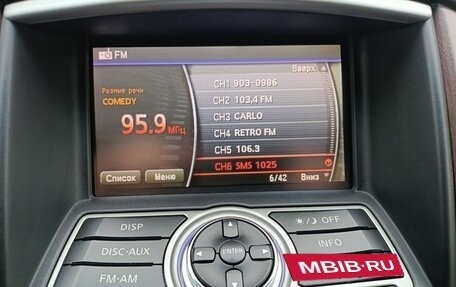 FM
Вверх
Разные речи
COMEDY
95.9 МГц
CH1 903-0986
CH2 103,4 FM
CH3 CARLO
CH4 RETRO FM
CH5 106.3
CH6 SMS 1025
Список
Меню
6/42
Вниз
DISP
OFF
DISC·AUX
ENTER
INFO
FM·AM
MBIB.RU